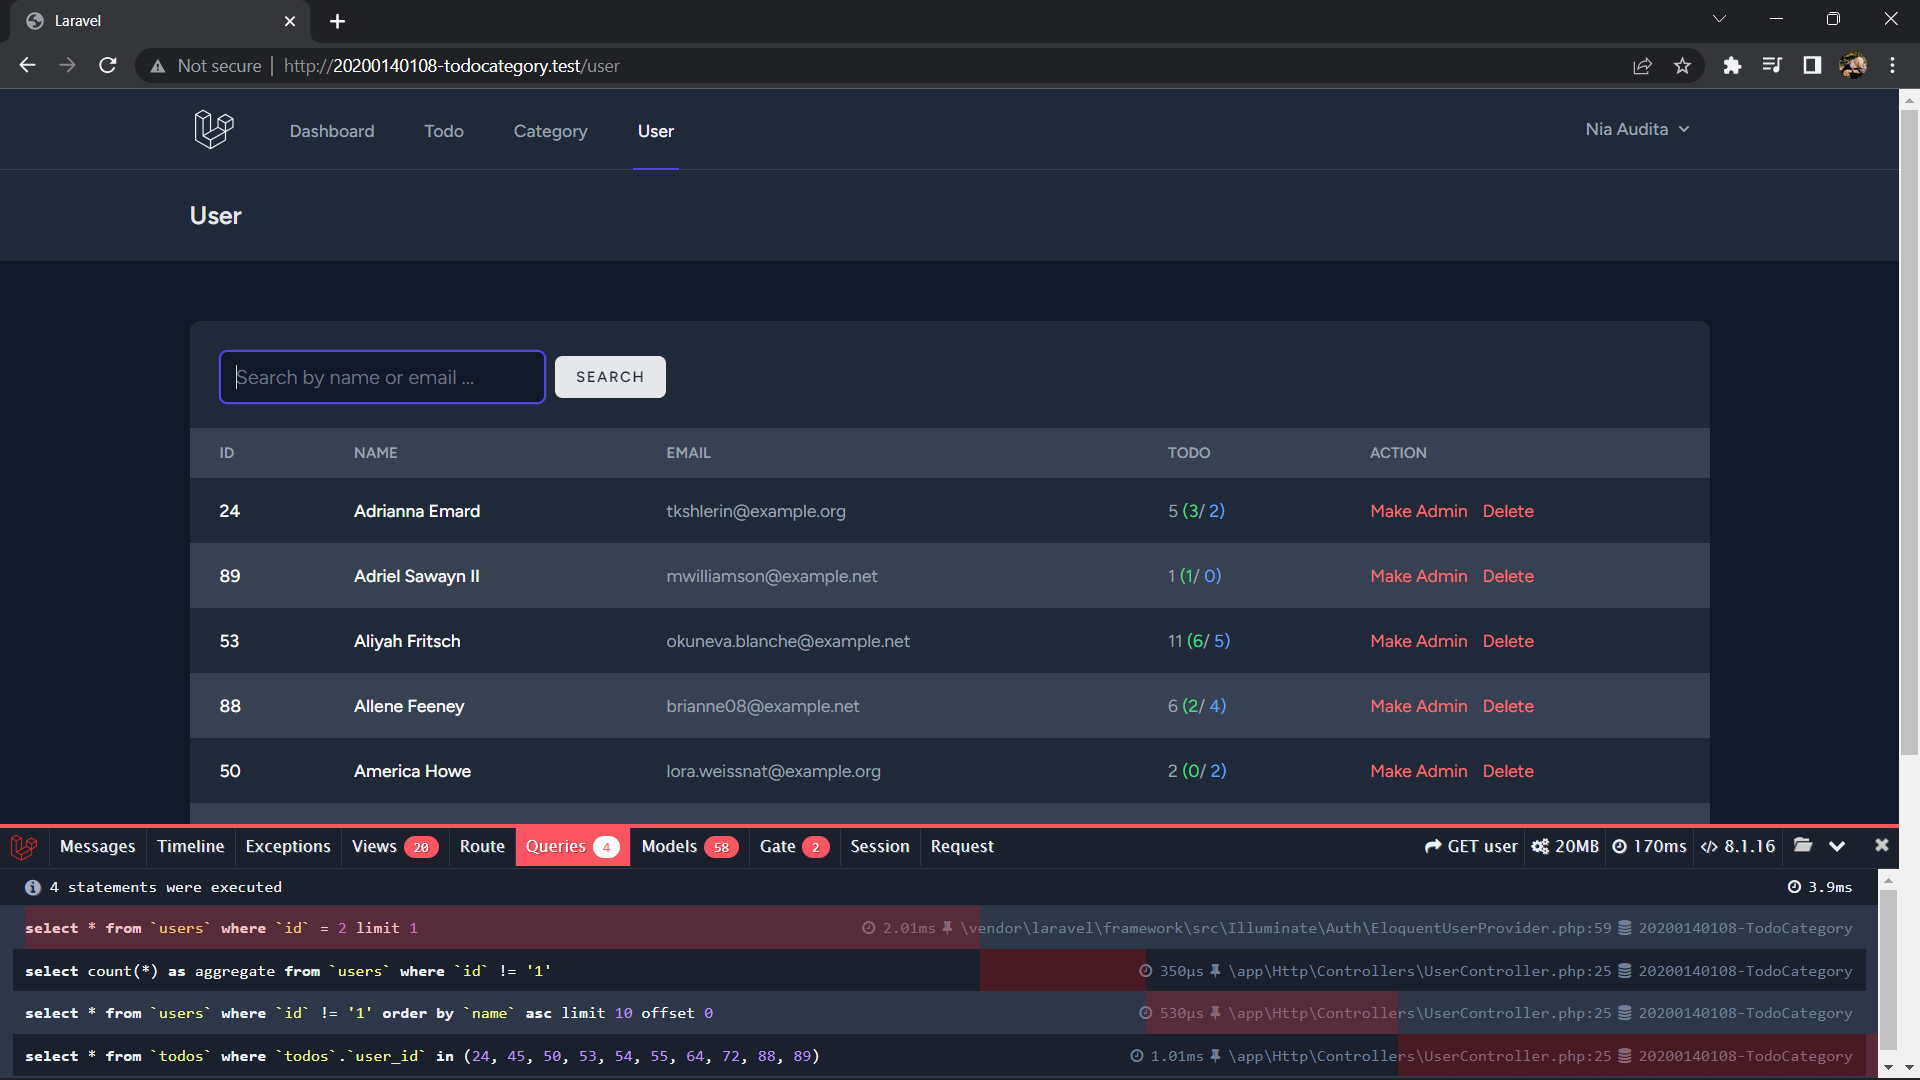 Laravel
Not secure | http://20200140108-todocategory.test/user
Dashboard Todo Category User Nia Audita
User
Search by name or email ... SEARCH
ID NAME EMAIL TODO ACTION
24 Adrianna Emard tkshlerin@example.org 5 (3/ 2) Make Admin Delete
89 Adriel Sawayn II mwilliamson@example.net 1 (1/ 0) Make Admin Delete
53 Aliyah Fritsch okuneva.blanche@example.net 11 (6/ 5) Make Admin Delete
88 Allene Feeney brianne08@example.net 6 (2/ 4) Make Admin Delete
50 America Howe lora.weissnat@example.org 2 (0/ 2) Make Admin Delete
Messages Timeline Exceptions Views 20 Route Queries 4 Models 58 Gate 2 Session Request GET user 20MB 170ms </> 8.1.16
4 statements were executed 3.9ms
select * from `users` where `id` = 2 limit 1 2.01ms \vendor\laravel\framework\src\Illuminate\Auth\EloquentUserProvider.php:59 20200140108-TodoCategory
select count(*) as aggregate from `users` where `id` != '1' 350μs \app\Http\Controllers\UserController.php:25 20200140108-TodoCategory
select * from `users` where `id` != '1' order by `name` asc limit 10 offset 0 530μs \app\Http\Controllers\UserController.php:25 20200140108-TodoCategory
select * from `todos` where `todos`.`user_id` in (24, 45, 50, 53, 54, 55, 64, 72, 88, 89) 1.01ms \app\Http\Controllers\UserController.php:25 20200140108-TodoCategory